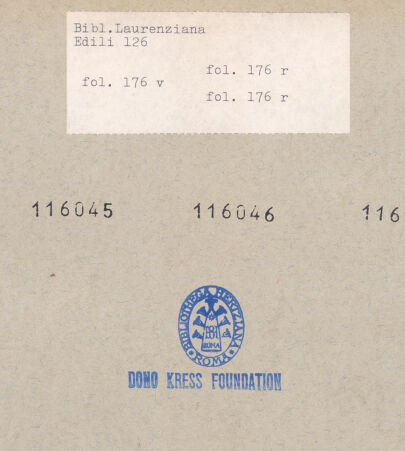 Bibl.Laurenziana
Edili 126
fol. 176 r
fol. 176 v
fol. 176 r
116045 116046 116
BIBLIOTHECA HERTZIANA
ROMA
DONO KRESS FOUNDATION